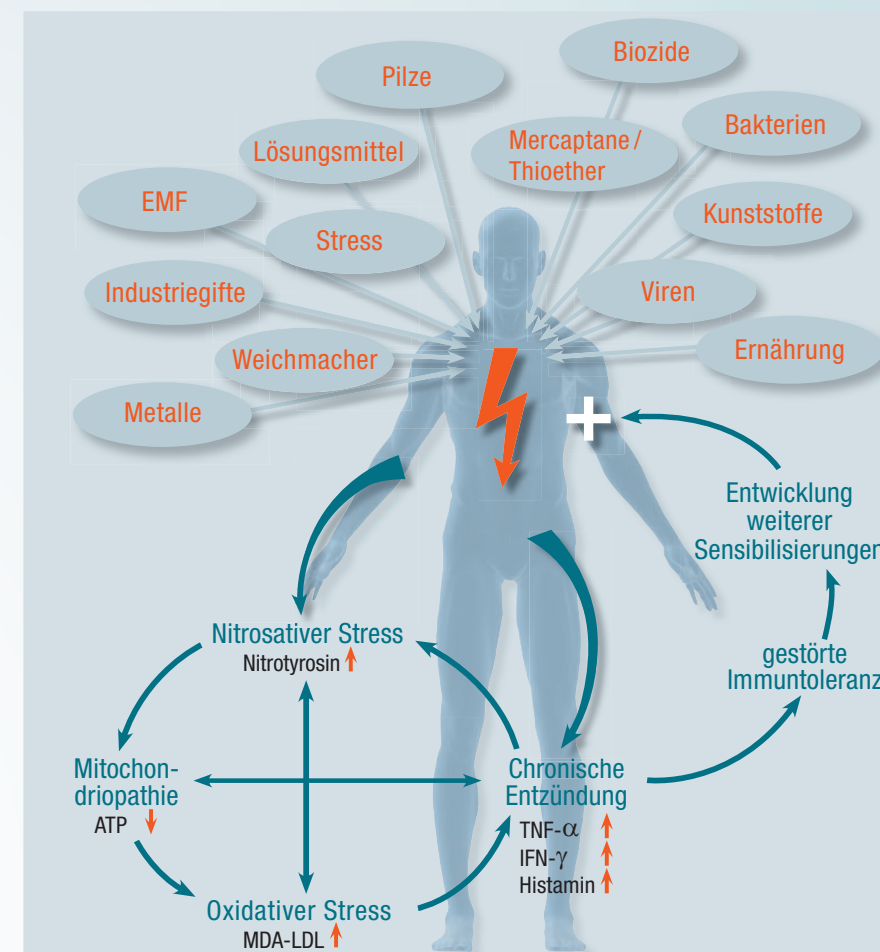 Biozide
Pilze
Bakterien
Lösungsmittel
Mercaptane /
Thioether
EMF
Kunststoffe
Stress
Industriegifte
Viren
Weichmacher
Ernährung
Metalle
Entwicklung
weiterer
Sensibilisierungen
gestörte
Immuntoleranz
Nitrosativer Stress
Nitrotyrosin
Mitochon-
driopathie
ATP
Chronische
Entzündung
TNF-α
IFN-γ
Histamin
Oxidativer Stress
MDA-LDL